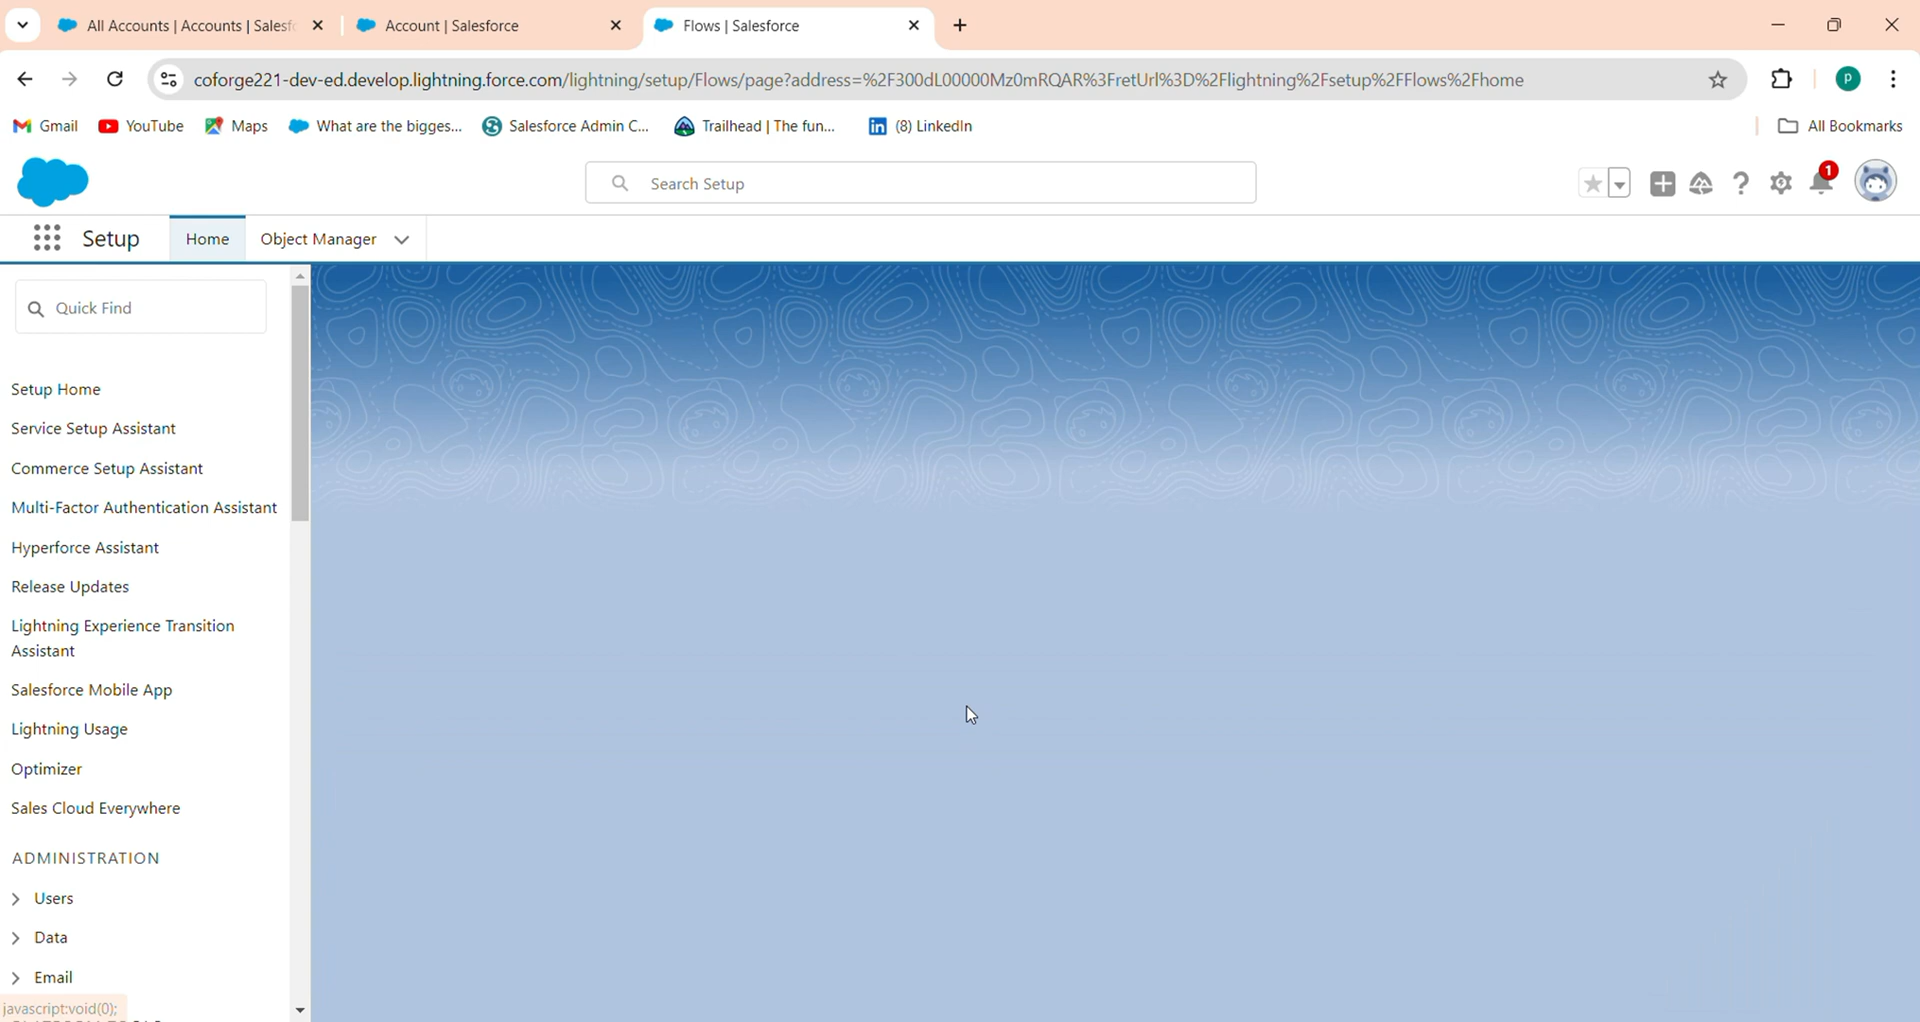 All Accounts | Accounts | Salesf
Account | Salesforce
Flows | Salesforce
coforge221-dev-ed.develop.lightning.force.com/lightning/setup/Flows/page?address=%2F300dL00000Mz0mRQAR%3FretUrl%3D%2Flightning%2Fsetup%2FFlows%2Fhome
P
Gmail
YouTube
Maps
What are the bigges...
Salesforce Admin C...
Trailhead | The fun...
(8) LinkedIn
All Bookmarks
Search Setup
1
Setup
Home
Object Manager
Quick Find
Setup Home
Service Setup Assistant
Commerce Setup Assistant
Multi-Factor Authentication Assistant
Hyperforce Assistant
Release Updates
Lightning Experience Transition
Assistant
Salesforce Mobile App
Lightning Usage
Optimizer
Sales Cloud Everywhere
ADMINISTRATION
Users
Data
Email
javascript:void(0);